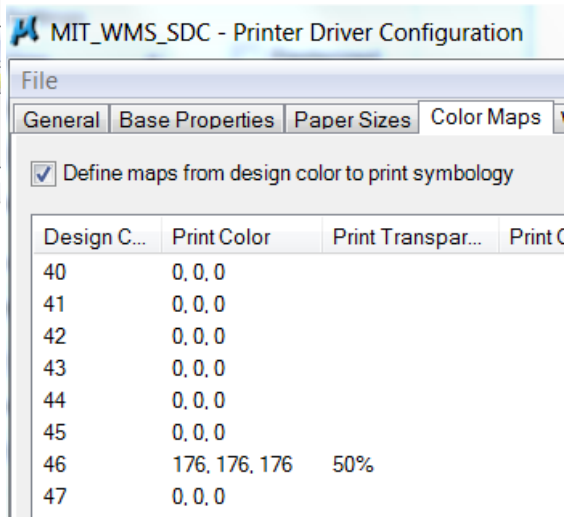 MIT_WMS_SDC - Printer Driver Configuration
File
General Base Properties Paper Sizes Color Maps
Define maps from design color to print symbology
Design C... Print Color Print Transpar... Print
40 0, 0, 0
41 0, 0, 0
42 0, 0, 0
43 0, 0, 0
44 0, 0, 0
45 0, 0, 0
46 176, 176, 176 50%
47 0, 0, 0